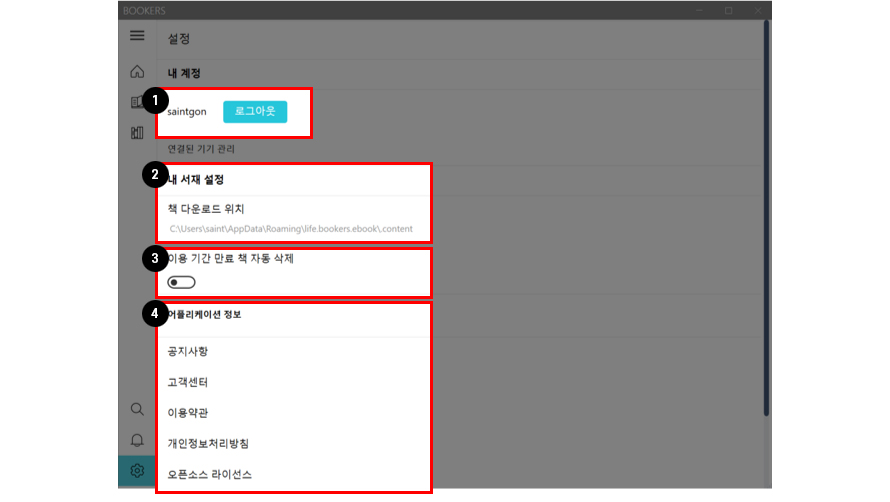 BOOKERS
설정
내 계정
1
saintgon 로그아웃
연결된 기기 관리
2
내 서재 설정
책 다운로드 위치
C:\Users\saint\AppData\Roaming\life.bookers.ebook\.content
3
이용 기간 만료 책 자동 삭제
4
어플리케이션 정보
공지사항
고객센터
이용약관
개인정보처리방침
오픈소스 라이선스